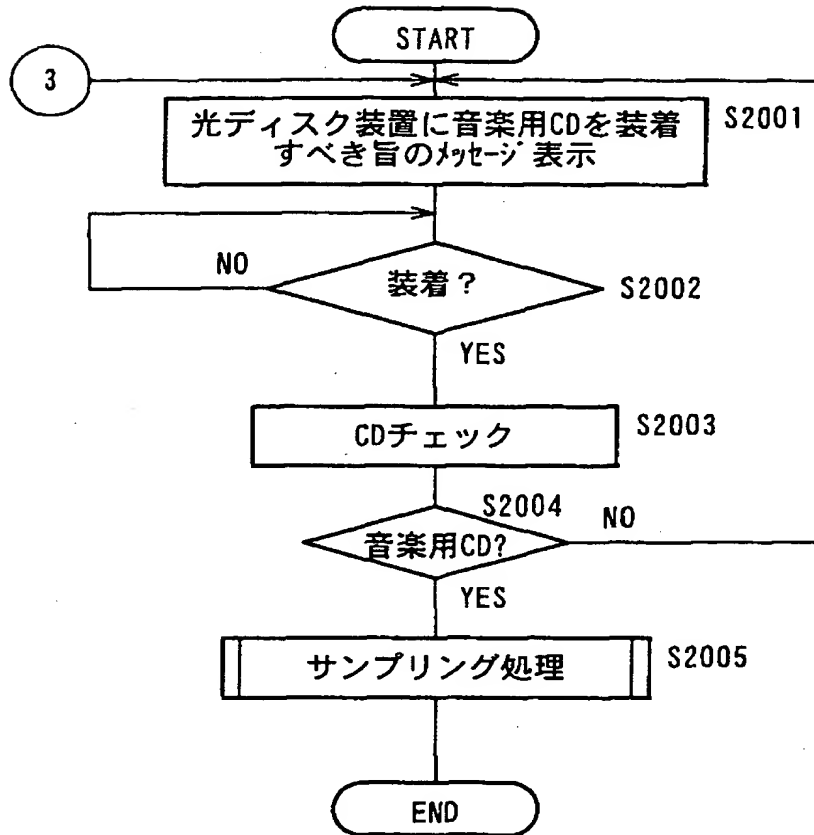 START
3
光ディスク装置に音楽用CDを装着
すべき旨のメッセージ表示
S2001
NO
装着?
S2002
YES
CDチェック
S2003
S2004
音楽用CD?
NO
YES
サンプリング処理
S2005
END